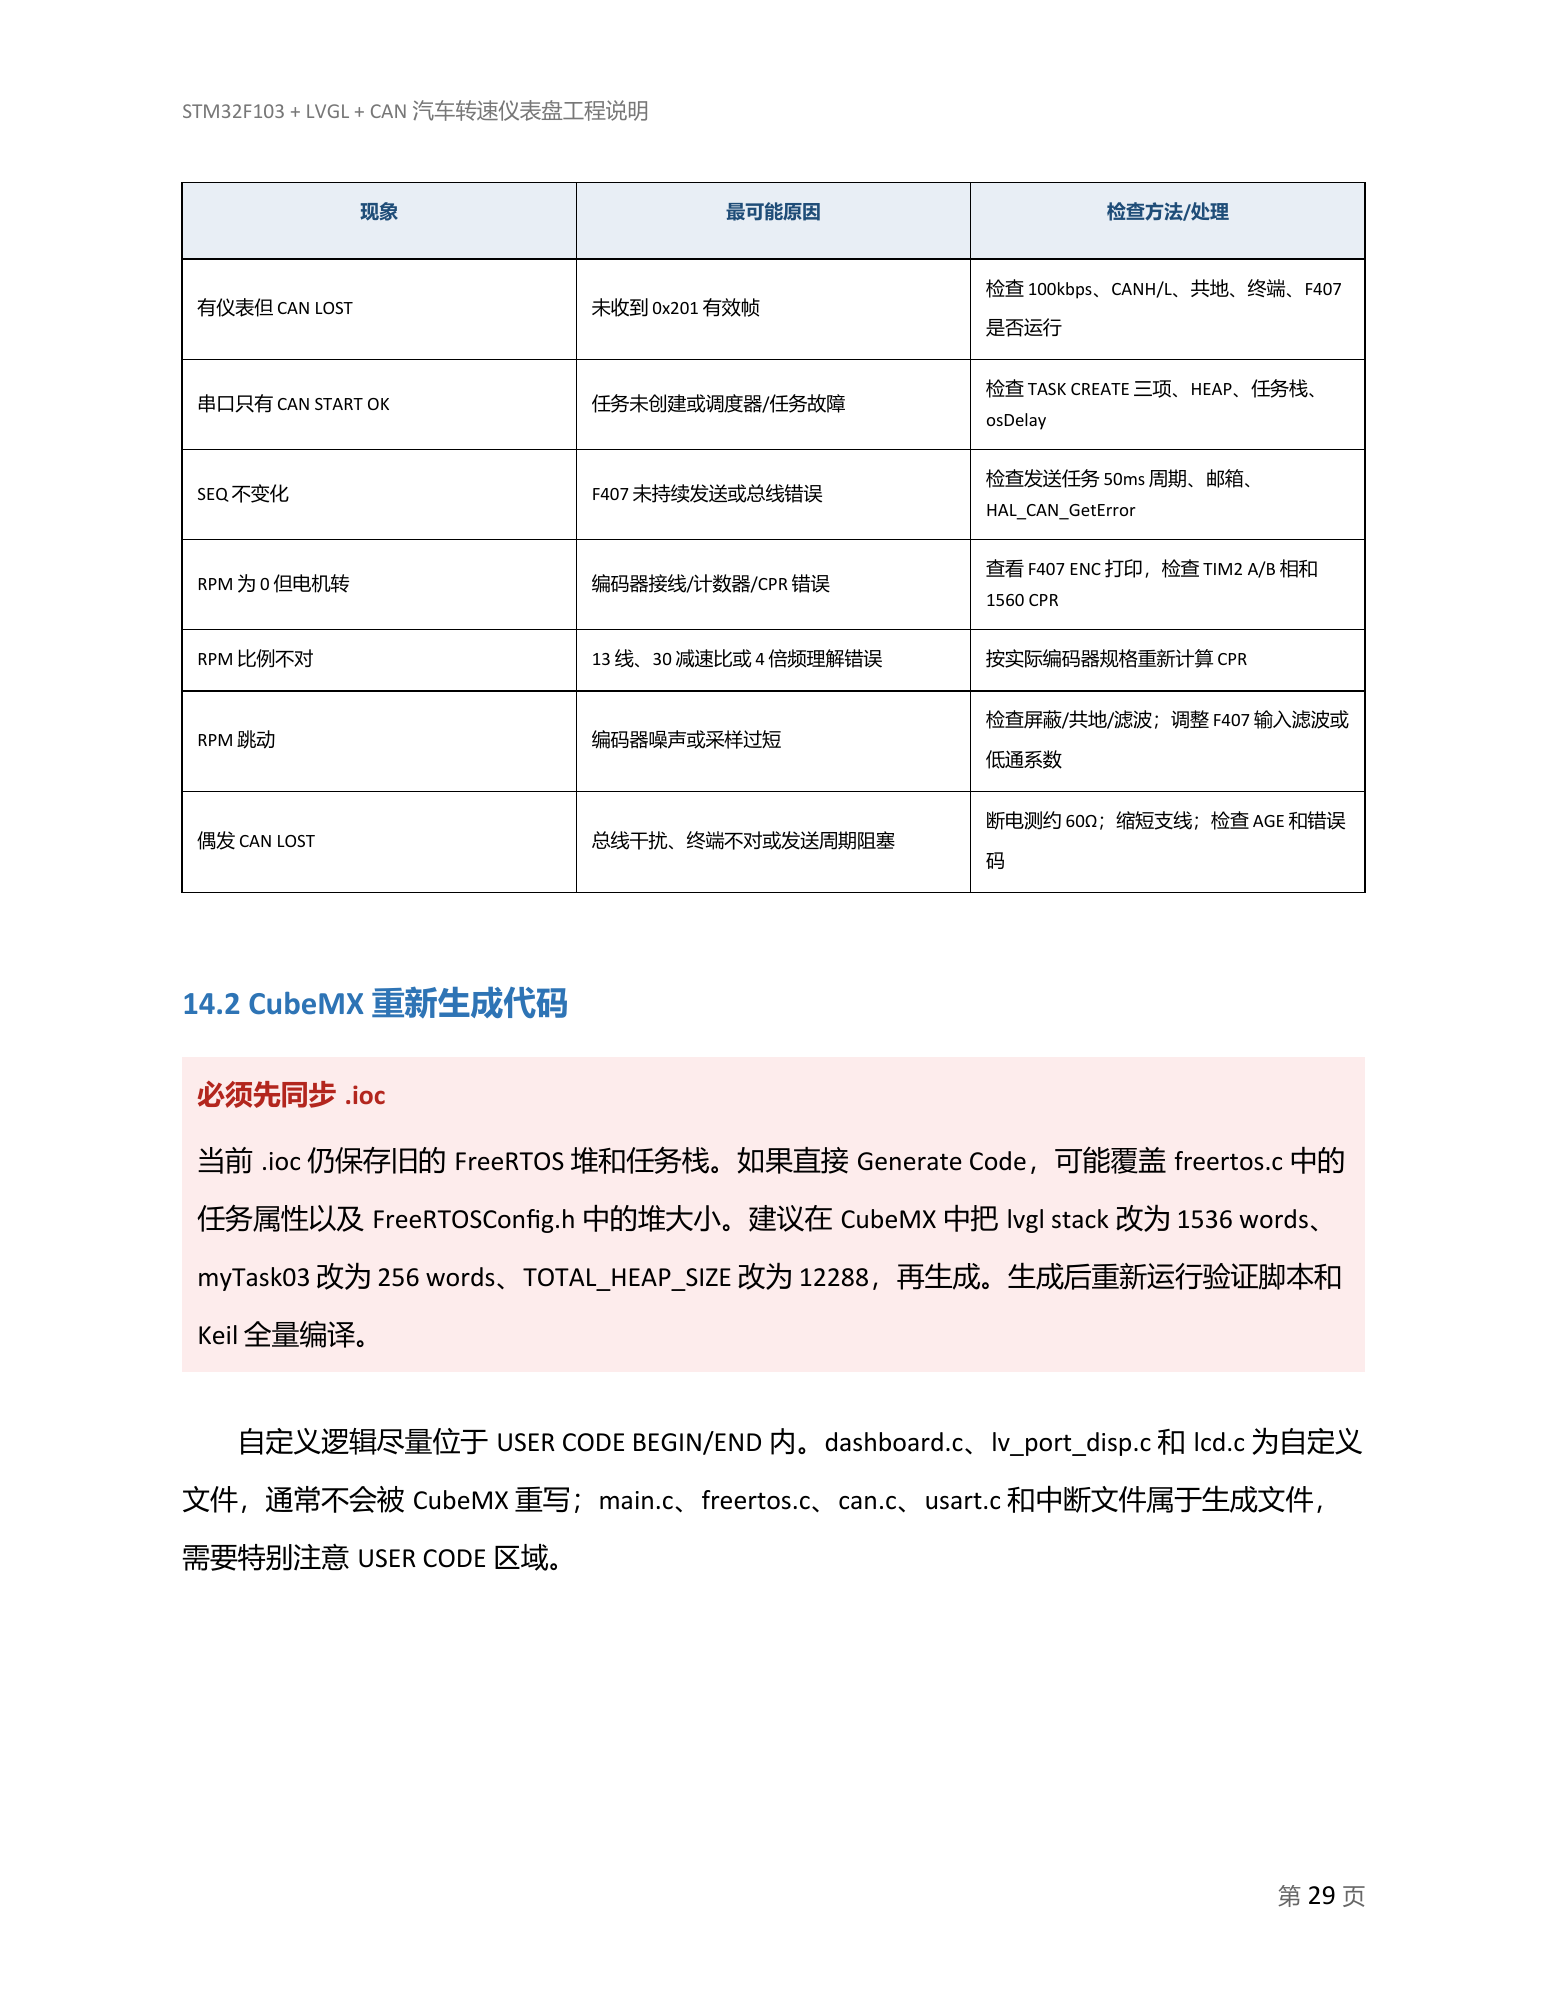 STM32F103 + LVGL + CAN 汽车转速仪表盘工程说明
现象 最可能原因 检查方法/处理
有仪表但 CAN LOST 未收到 0x201 有效帧 检查 100kbps、CANH/L、共地、终端、F407
是否运行
串口只有 CAN START OK 任务未创建或调度器/任务故障 检查 TASK CREATE 三项、HEAP、任务栈、
osDelay
SEQ 不变化 F407 未持续发送或总线错误 检查发送任务 50ms 周期、邮箱、
HAL_CAN_GetError
RPM 为 0 但电机转 编码器接线/计数器/CPR 错误 查看 F407 ENC 打印，检查 TIM2 A/B 相和
1560 CPR
RPM 比例不对 13 线、30 减速比或 4 倍频理解错误 按实际编码器规格重新计算 CPR
RPM 跳动 编码器噪声或采样过短 检查屏蔽/共地/滤波；调整 F407 输入滤波或
低通系数
偶发 CAN LOST 总线干扰、终端不对或发送周期阻塞 断电测约 60Ω；缩短支线；检查 AGE 和错误
码
14.2 CubeMX 重新生成代码
必须先同步 .ioc
当前 .ioc 仍保存旧的 FreeRTOS 堆和任务栈。如果直接 Generate Code，可能覆盖 freertos.c 中的
任务属性以及 FreeRTOSConfig.h 中的堆大小。建议在 CubeMX 中把 lvgl stack 改为 1536 words、
myTask03 改为 256 words、TOTAL_HEAP_SIZE 改为 12288，再生成。生成后重新运行验证脚本和
Keil 全量编译。
自定义逻辑尽量位于 USER CODE BEGIN/END 内。dashboard.c、lv_port_disp.c 和 lcd.c 为自定义
文件，通常不会被 CubeMX 重写；main.c、freertos.c、can.c、usart.c 和中断文件属于生成文件，
需要特别注意 USER CODE 区域。
第 29 页